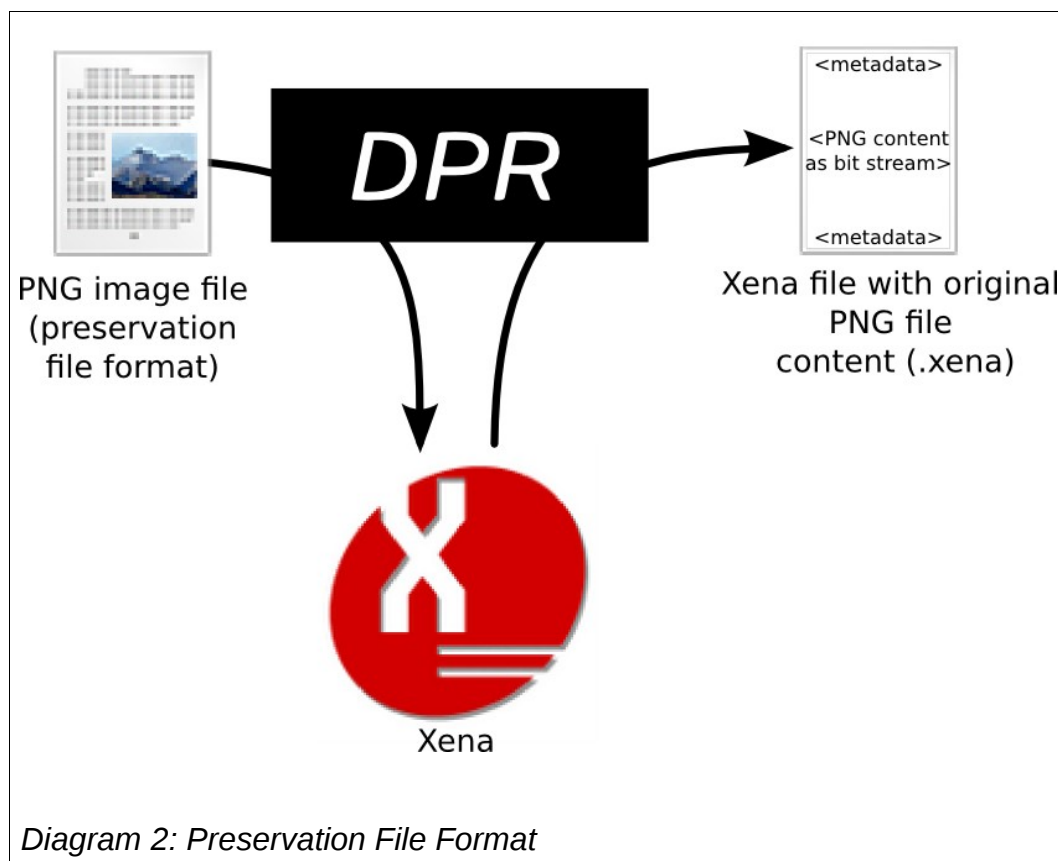 DPR
<metadata>
<PNG content
as bit stream>
<metadata>
PNG image file
(preservation
file format)
Xena file with original
PNG file
content (.xena)
X
Xena
Diagram 2: Preservation File Format